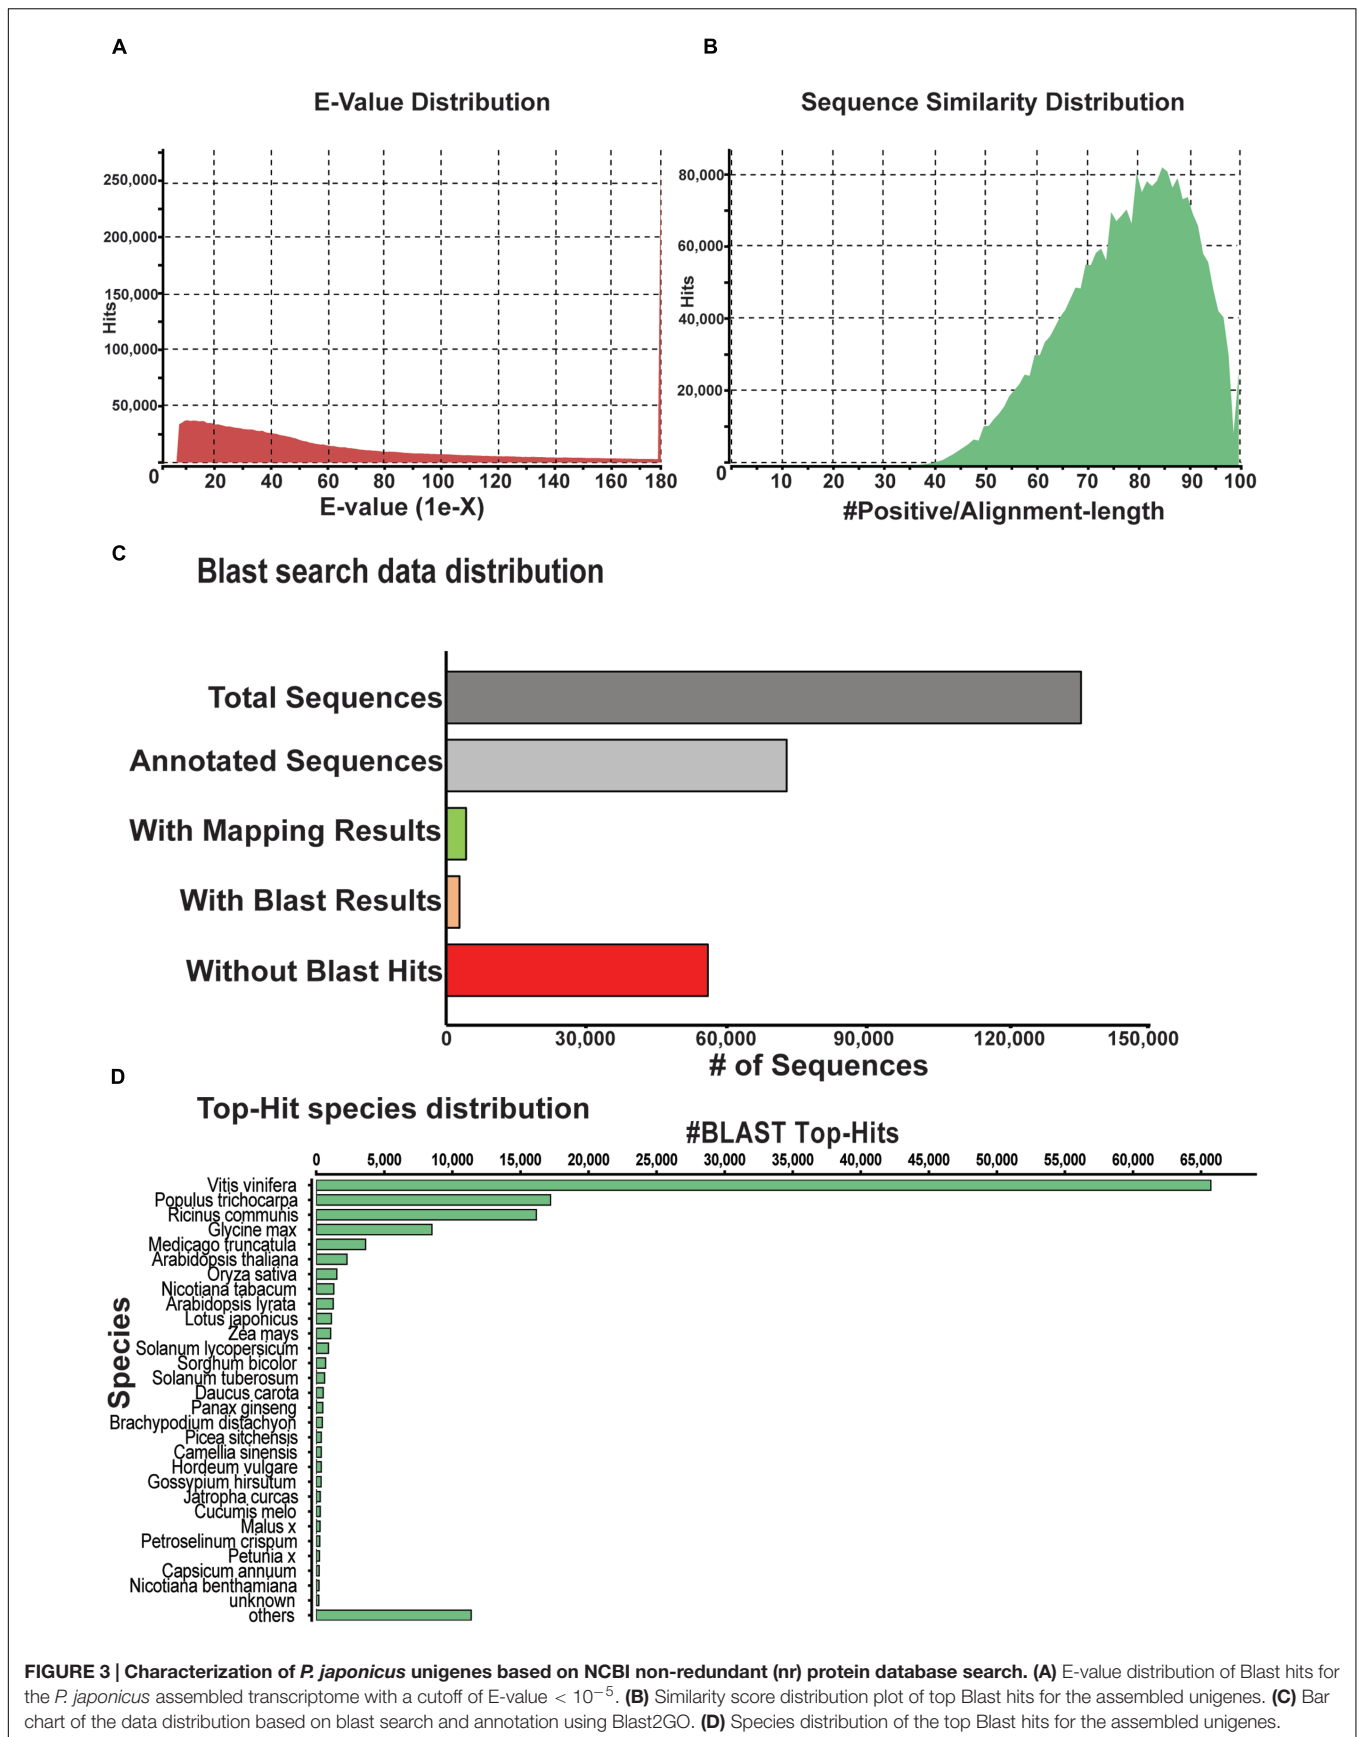 A
E-Value Distribution
250,000
200,000
150,000
100,000
50,000
0
Hits
20 40 60 80 100 120 140 160 180
E-value (1e-X)
B
Sequence Similarity Distribution
80,000
60,000
40,000
20,000
0
Hits
10 20 30 40 50 60 70 80 90 100
#Positive/Alignment-length
C
Blast search data distribution
Total Sequences
Annotated Sequences
With Mapping Results
With Blast Results
Without Blast Hits
0 30,000 60,000 90,000 120,000 150,000
# of Sequences
D
Top-Hit species distribution
#BLAST Top-Hits
0 5,000 10,000 15,000 20,000 25,000 30,000 35,000 40,000 45,000 50,000 55,000 60,000 65,000
Species
Vitis vinifera
Populus trichocarpa
Ricinus communis
Glycine max
Medicago truncatula
Arabidopsis thaliana
Oryza sativa
Nicotiana tabacum
Arabidopsis lyrata
Lotus japonicus
Zea mays
Solanum lycopersicum
Sorghum bicolor
Solanum tuberosum
Daucus carota
Panax ginseng
Brachypodium distachyon
Picea sitchensis
Camellia sinensis
Hordeum vulgare
Gossypium hirsutum
Jatropha curcas
Cucumis melo
Malus x
Petroselinum crispum
Petunia x
Capsicum annuum
Nicotiana benthamiana
unknown
others
FIGURE 3 | Characterization of P. japonicus unigenes based on NCBI non-redundant (nr) protein database search. (A) E-value distribution of Blast hits for
the P. japonicus assembled transcriptome with a cutoff of E-value < 10⁻⁵. (B) Similarity score distribution plot of top Blast hits for the assembled unigenes. (C) Bar
chart of the data distribution based on blast search and annotation using Blast2GO. (D) Species distribution of the top Blast hits for the assembled unigenes.